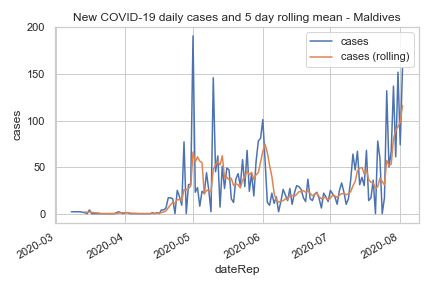 New COVID-19 daily cases and 5 day rolling mean - Maldives
200
150
100
50
0
cases
cases
cases (rolling)
2020-03
2020-04
2020-05
2020-06
2020-07
2020-08
dateRep